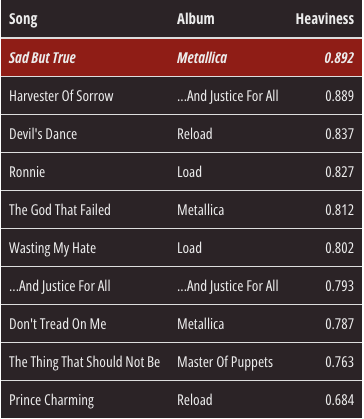 Song Album Heaviness
Sad But True Metallica 0.892
Harvester Of Sorrow ...And Justice For All 0.889
Devil's Dance Reload 0.837
Ronnie Load 0.827
The God That Failed Metallica 0.812
Wasting My Hate Load 0.802
...And Justice For All ...And Justice For All 0.793
Don't Tread On Me Metallica 0.787
The Thing That Should Not Be Master Of Puppets 0.763
Prince Charming Reload 0.684